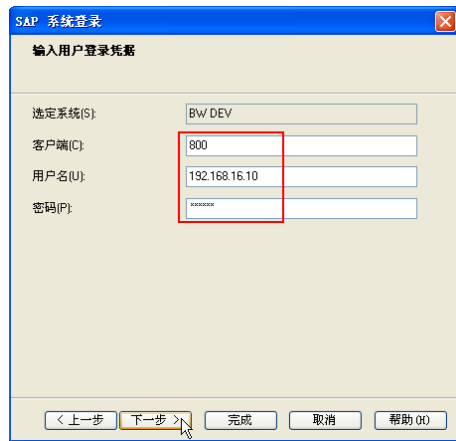 SAP 系统登录
输入用户登录凭据
选定系统(S): BW DEV
客户端(C): 800
用户名(U): 192.168.16.10
密码(P): ******
< 上一步 下一步 > 完成 取消 帮助(H)